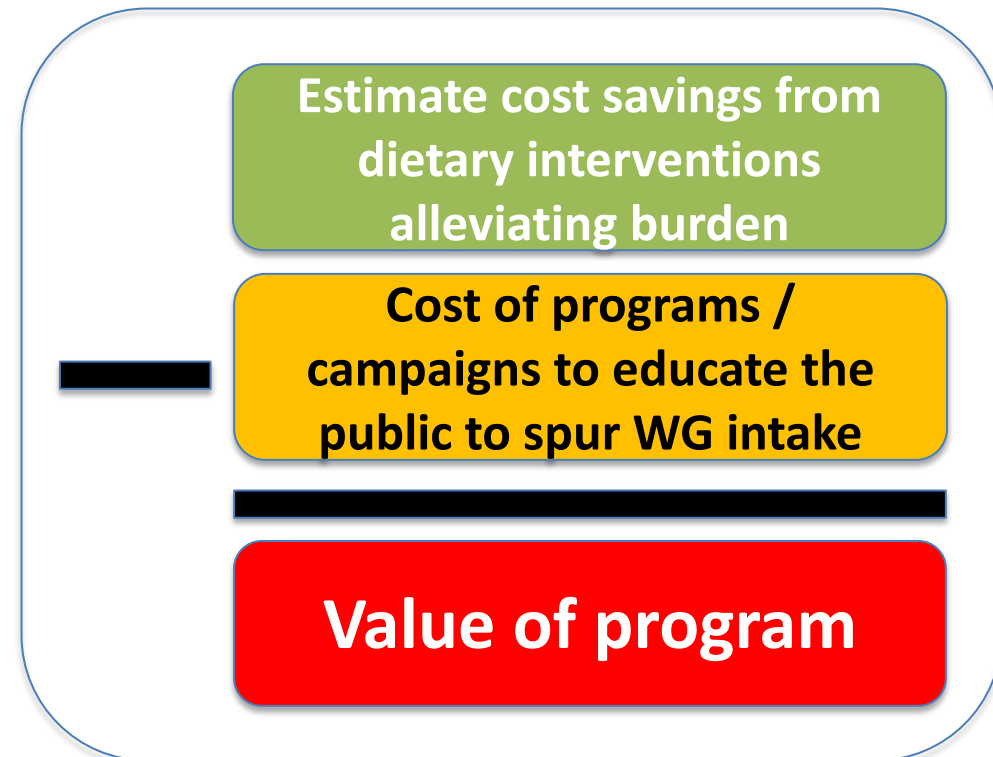 Estimate cost savings from
dietary interventions
alleviating burden
Cost of programs /
campaigns to educate the
public to spur WG intake
Value of program